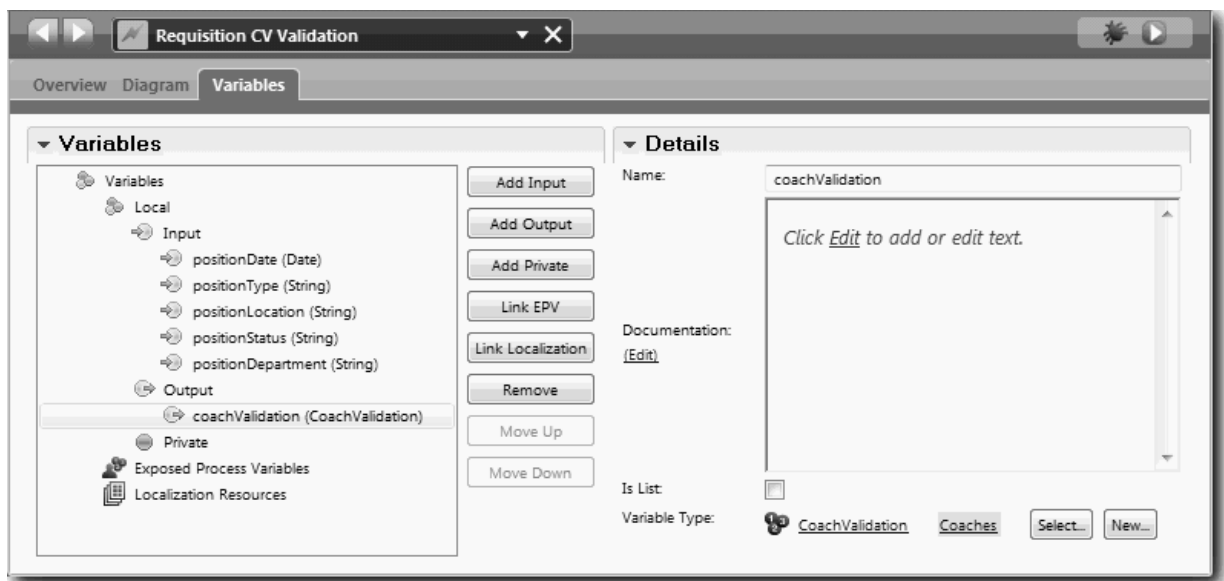 Requisition CV Validation
Overview Diagram Variables
Variables
Variables
Local
Input
positionDate (Date)
positionType (String)
positionLocation (String)
positionStatus (String)
positionDepartment (String)
Output
coachValidation (CoachValidation)
Private
Exposed Process Variables
Localization Resources
Add Input
Add Output
Add Private
Link EPV
Link Localization
Remove
Move Up
Move Down
Details
Name: coachValidation
Click Edit to add or edit text.
Documentation:
(Edit)
Is List:
Variable Type: CoachValidation Coaches Select... New...